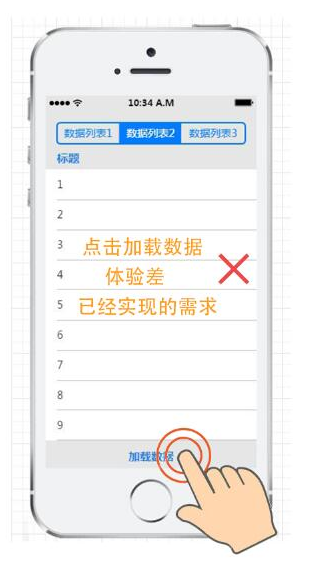 10:34 A.M
数据列表1 数据列表2 数据列表3
标题
1
2
3
点击加载数据
4
体验差
5
已经实现的需求
6
7
8
9
加载数据